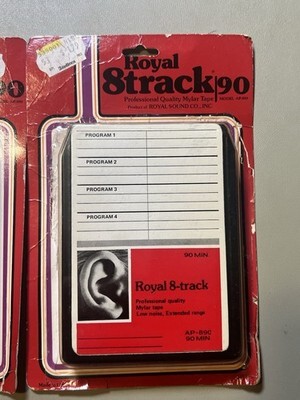 Royal
8track 90
Professional Quality Mylar Tape
Product of ROYAL SOUND CO., INC.
90
PROGRAM 1
PROGRAM 2
PROGRAM 3
PROGRAM 4
90 MIN
Royal 8-track
Professional quality
Mylar tape
Low noise, Extended range
90 MIN